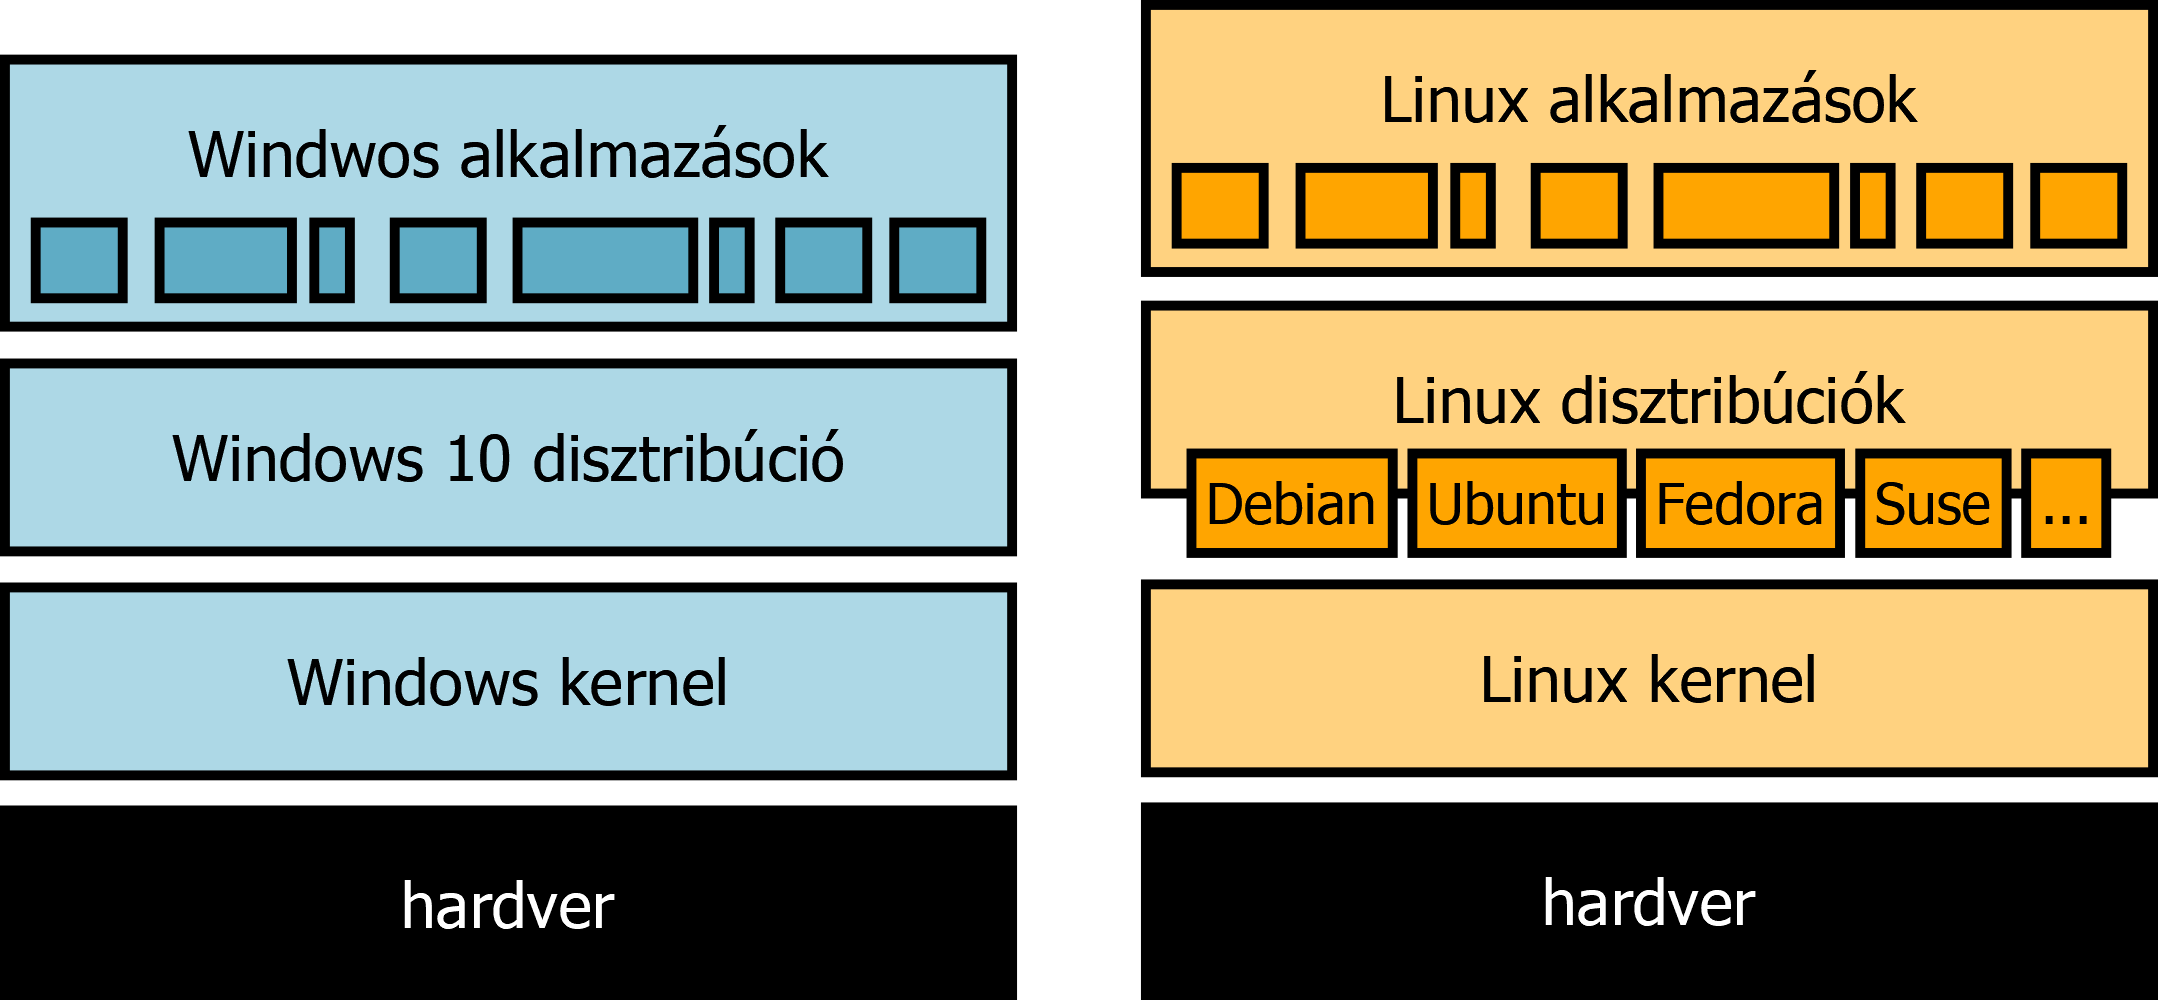 Windwos alkalmazások
Windows 10 disztribúció
Windows kernel
hardver
Linux alkalmazások
Linux disztribúciók
Debian Ubuntu Fedora Suse ...
Linux kernel
hardver